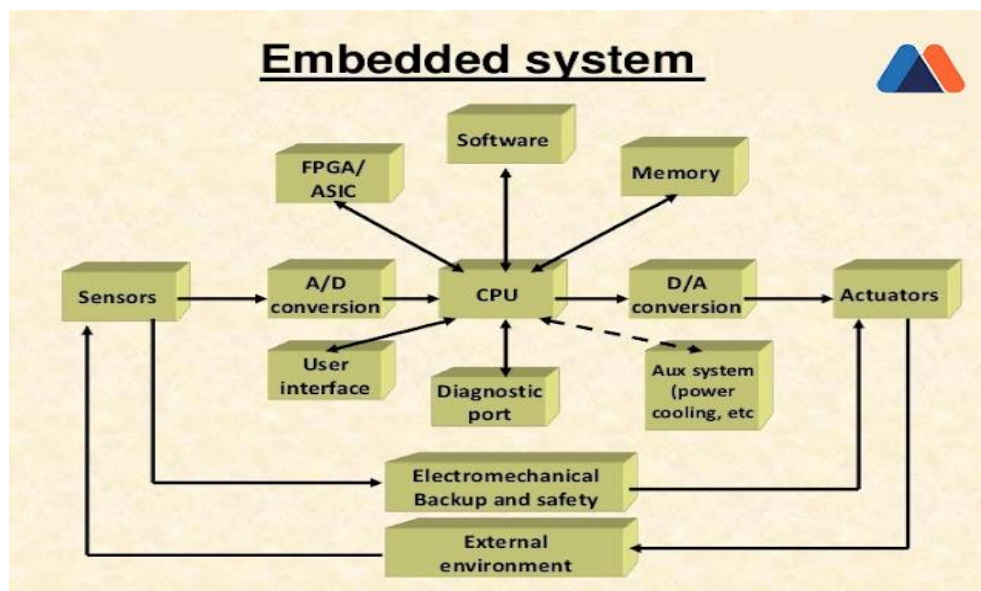 Embedded system
Software
FPGA/
ASIC
Memory
Sensors
A/D
conversion
CPU
D/A
conversion
Actuators
User
interface
Diagnostic
port
Aux system
(power
cooling, etc
Electromechanical
Backup and safety
External
environment